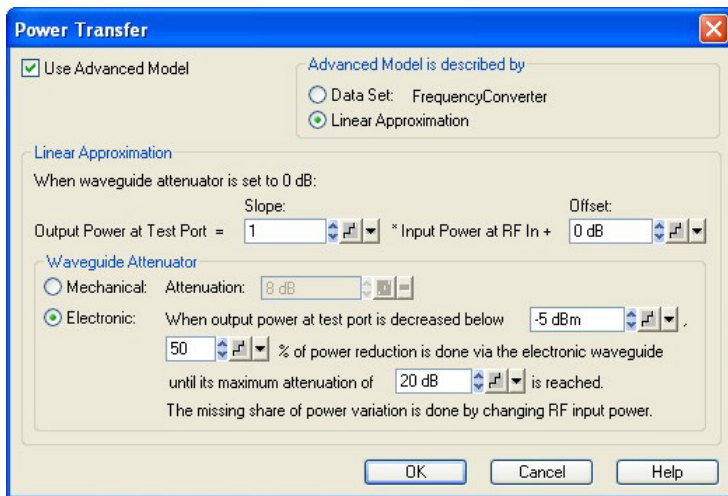 Power Transfer
Use Advanced Model
Advanced Model is described by
Data Set: FrequencyConverter
Linear Approximation
Linear Approximation
When waveguide attenuator is set to 0 dB:
Slope: Offset:
Output Power at Test Port = 1 * Input Power at RF In + 0 dB
Waveguide Attenuator
Mechanical: Attenuation: 8 dB
Electronic: When output power at test port is decreased below -5 dBm ,
50 % of power reduction is done via the electronic waveguide
until its maximum attenuation of 20 dB is reached.
The missing share of power variation is done by changing RF input power.
OK Cancel Help